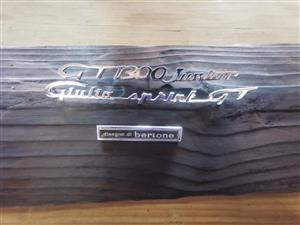 GT 1300 Junior
Giulia sprint GT
disegno di bertone